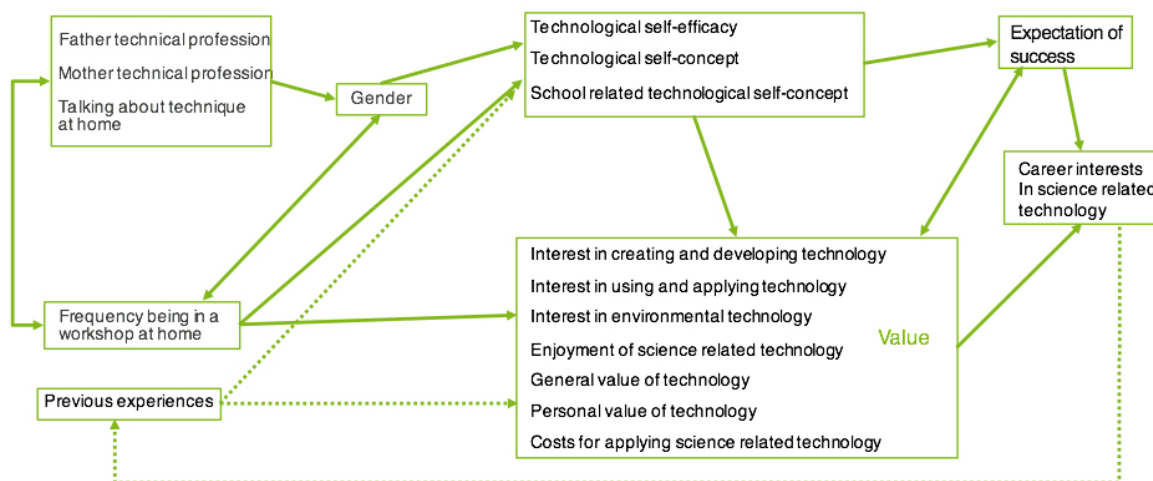 Father technical profession
Mother technical profession
Talking about technique
at home
Gender
Technological self-efficacy
Technological self-concept
School related technological self-concept
Expectation of
success
Career interests
In science related
technology
Frequency being in a
workshop at home
Previous experiences
Interest in creating and developing technology
Interest in using and applying technology
Interest in environmental technology
Enjoyment of science related technology
General value of technology
Personal value of technology
Costs for applying science related technology
Value